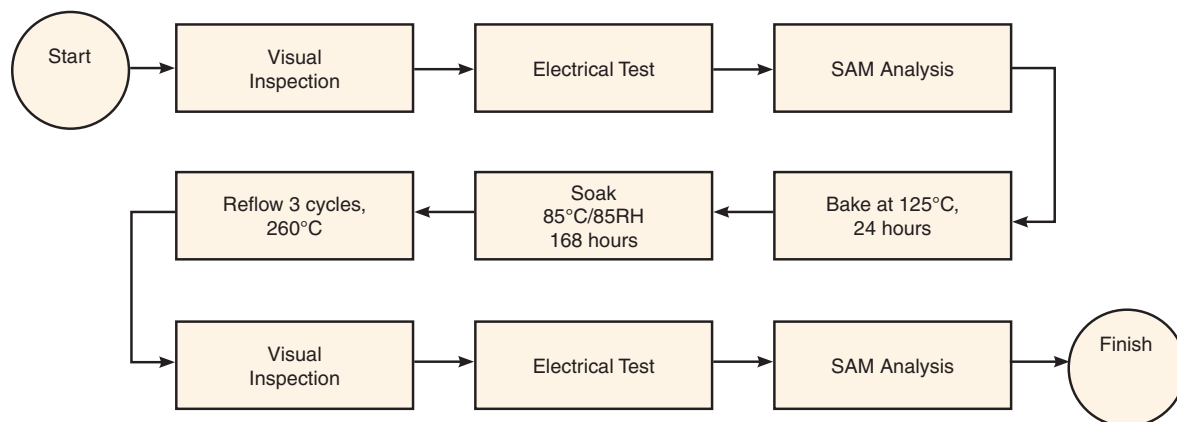 Start
Visual
Inspection
Electrical Test
SAM Analysis
Bake at 125°C,
24 hours
Soak
85°C/85RH
168 hours
Reflow 3 cycles,
260°C
Visual
Inspection
Electrical Test
SAM Analysis
Finish